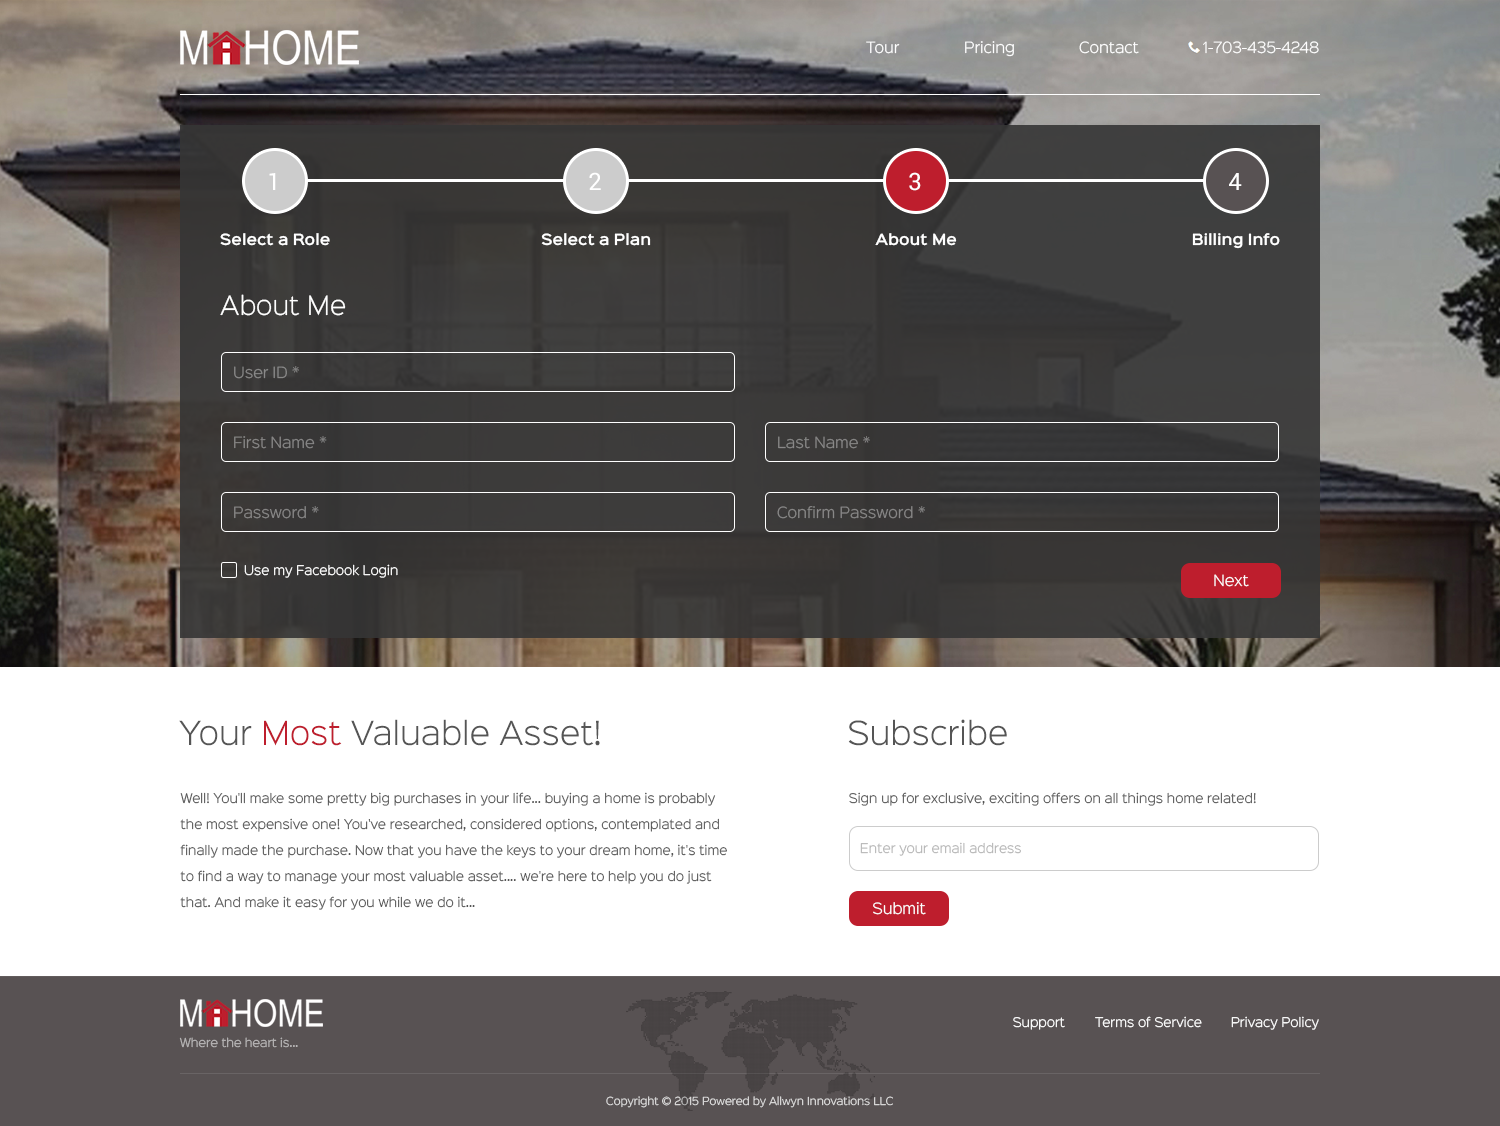 MiHOME
Tour Pricing Contact 1-703-435-4248
1 2 3 4
Select a Role Select a Plan About Me Billing Info
About Me
User ID *
First Name * Last Name *
Password * Confirm Password *
Use my Facebook Login
Next
Your Most Valuable Asset!
Well! You'll make some pretty big purchases in your life... buying a home is probably
the most expensive one! You've researched, considered options, contemplated and
finally made the purchase. Now that you have the keys to your dream home, it's time
to find a way to manage your most valuable asset.... we're here to help you do just
that. And make it easy for you while we do it...
Subscribe
Sign up for exclusive, exciting offers on all things home related!
Enter your email address
Submit
MiHOME
Where the heart is...
Support Terms of Service Privacy Policy
Copyright © 2015 Powered by Allwyn Innovations LLC